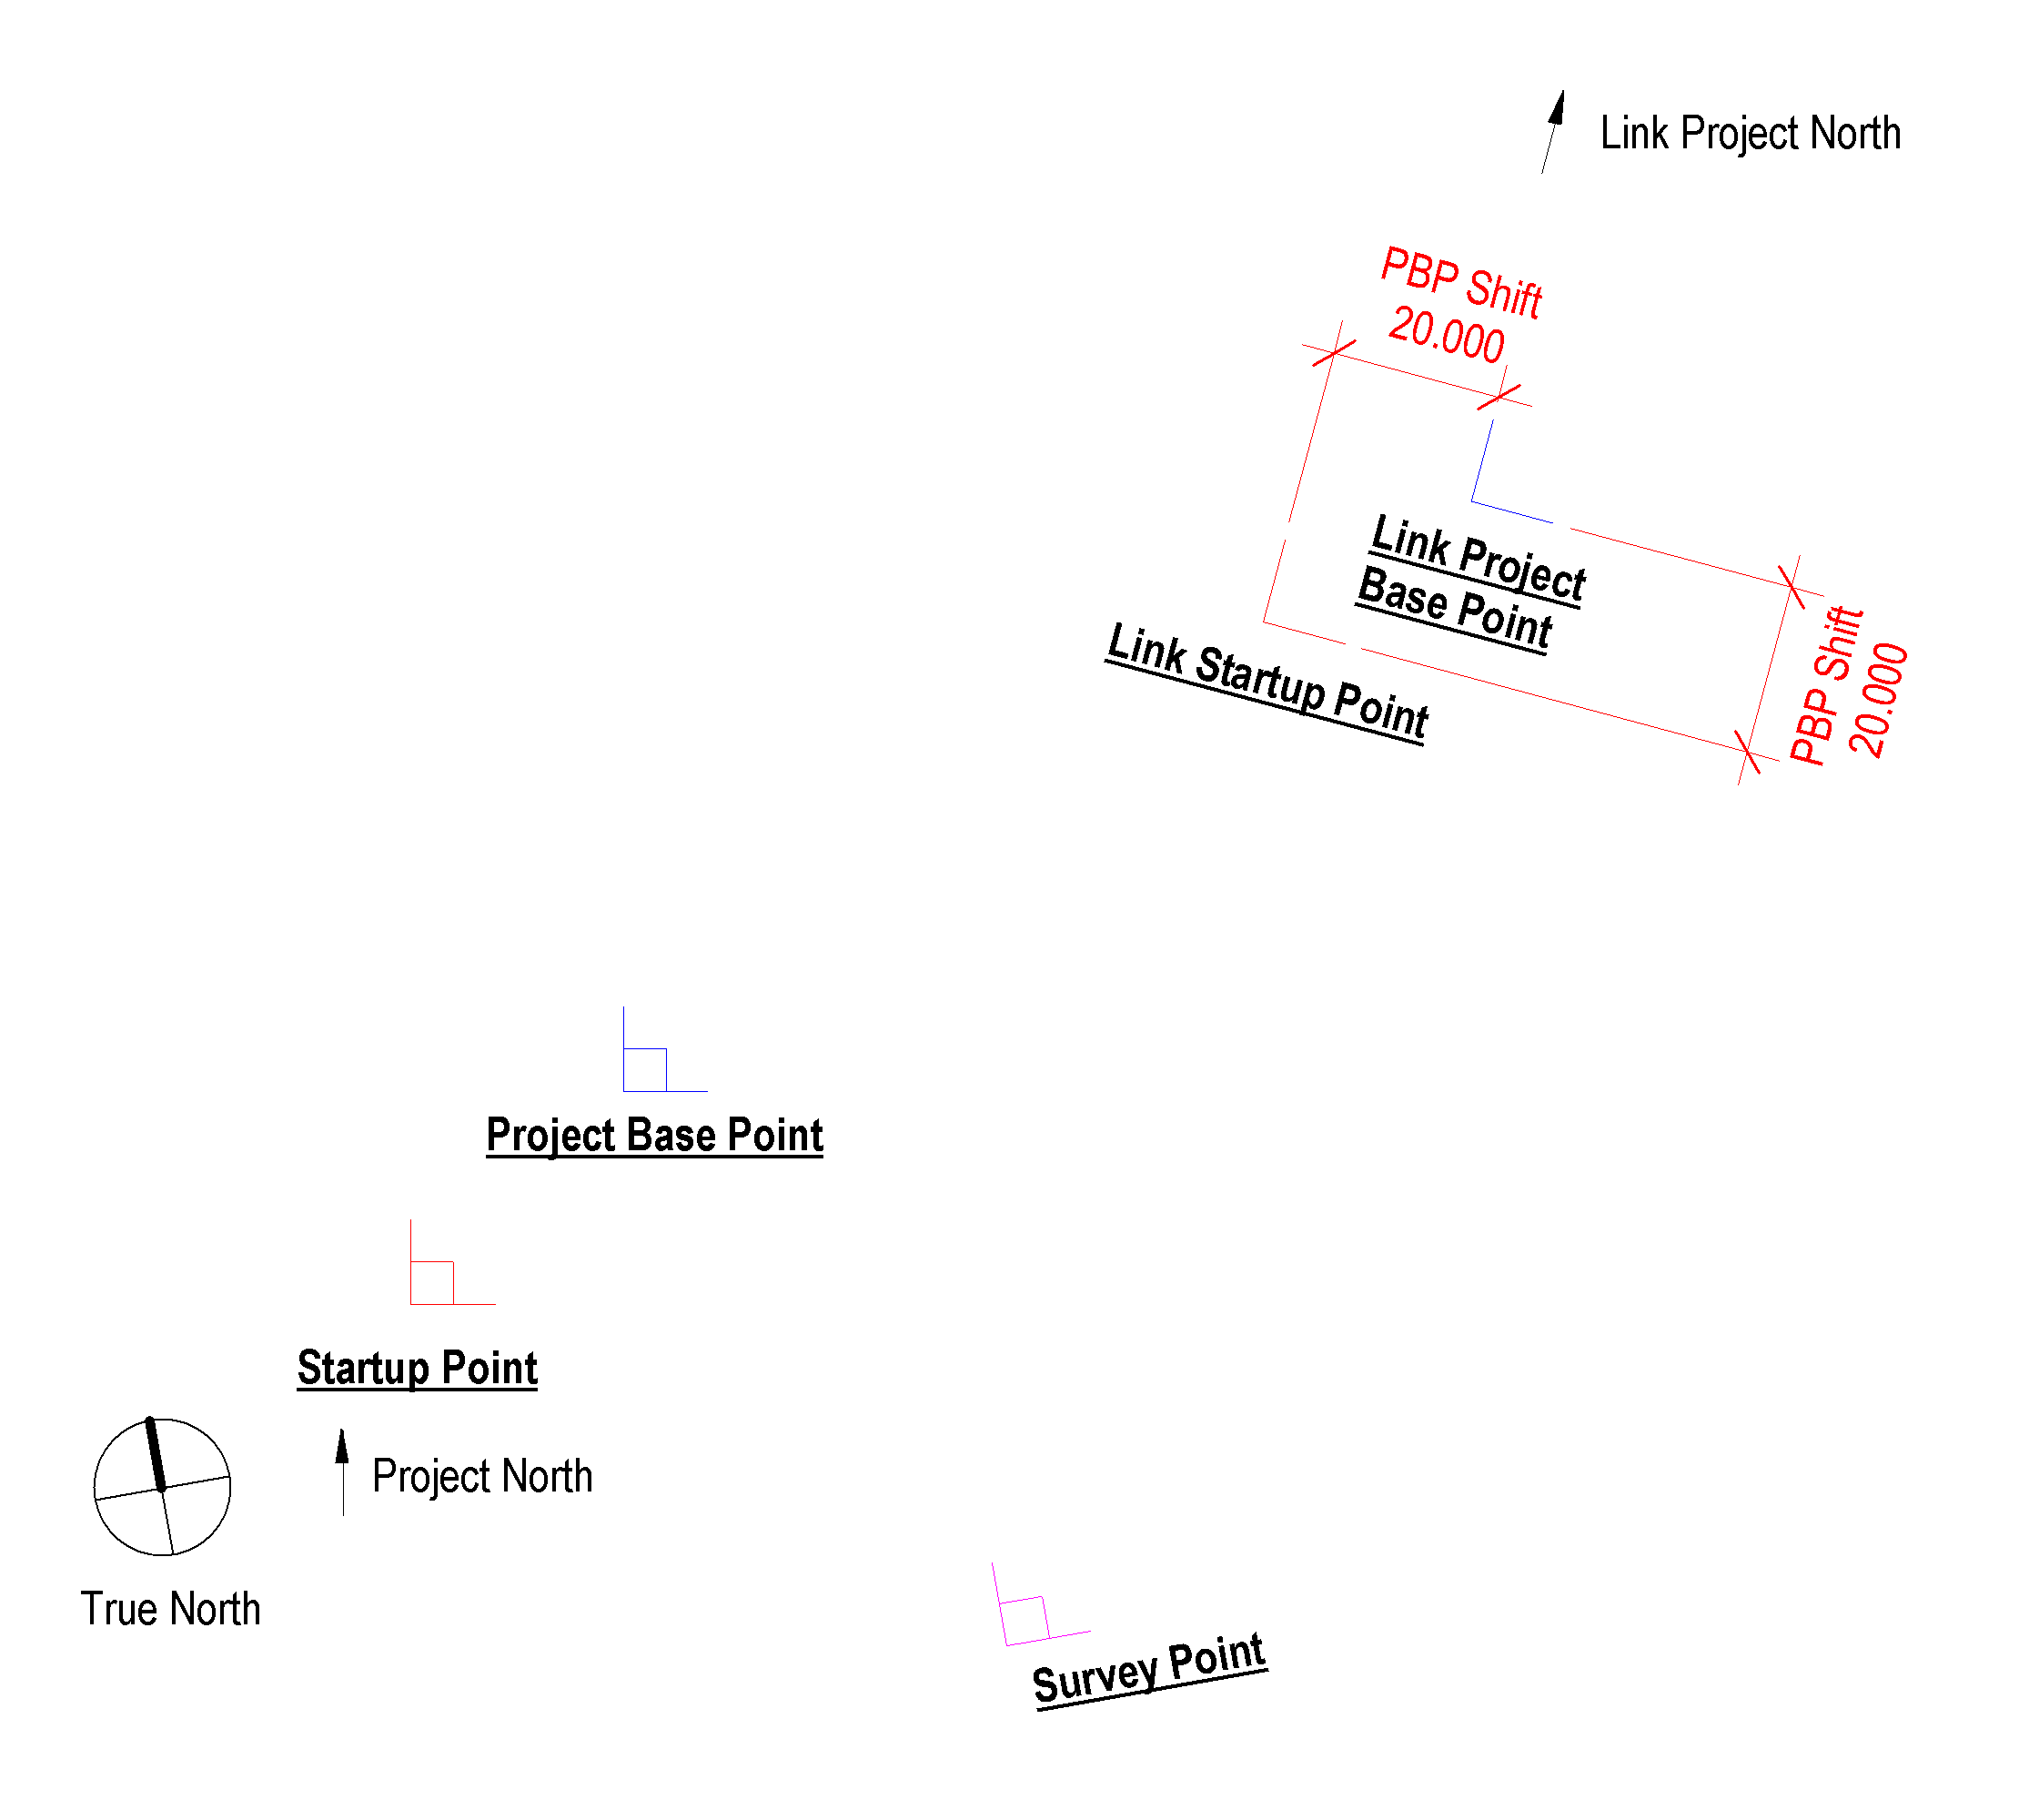 Link Project North
PBP Shift
20.000
Link Project
Base Point
Link Startup Point
PBP Shift
20.000
Project Base Point
Startup Point
Project North
True North
Survey Point